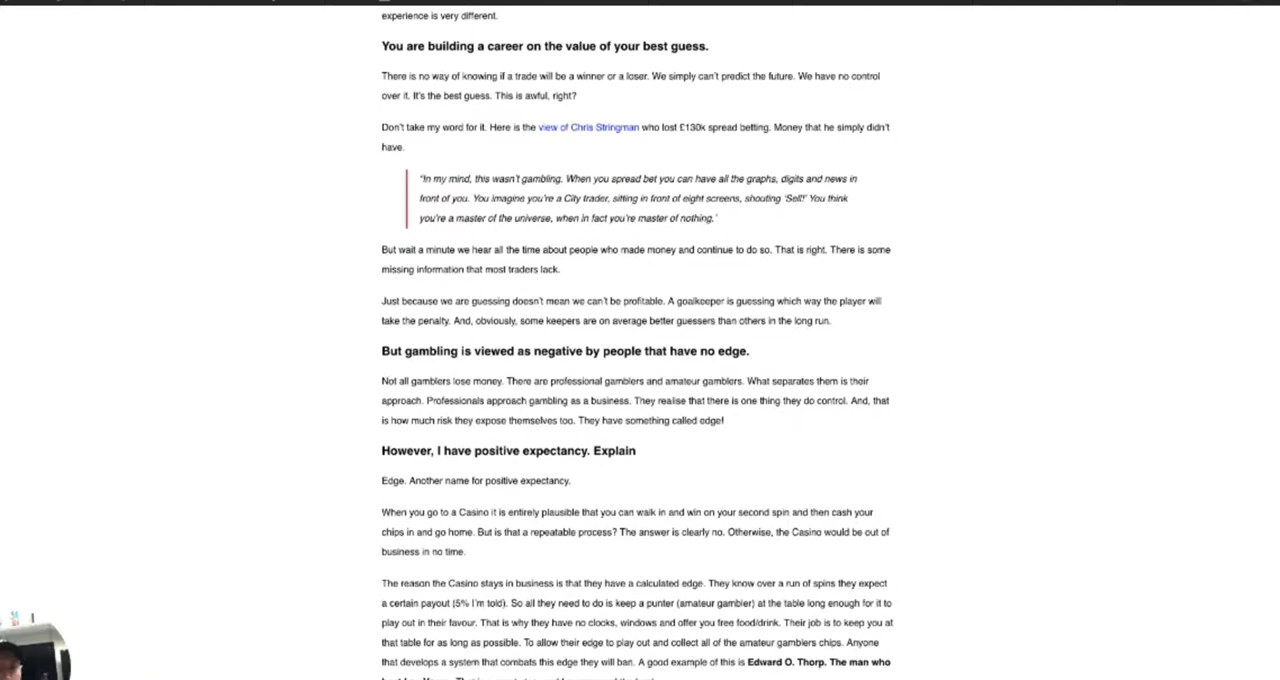 experience is very different.
You are building a career on the value of your best guess.
There is no way of knowing if a trade will be a winner or a loser. We simply can't predict the future. We have no control
over it. It's the best guess. This is awful, right?
Don't take my word for it. Here is the view of Chris Stringman who lost £130k spread betting. Money that he simply didn't
have.
"In my mind, this wasn't gambling. When you spread bet you can have all the graphs, digits and news in
front of you. You imagine you're a City trader, sitting in front of eight screens, shouting 'Sell!' You think
you're a master of the universe, when in fact you're master of nothing.'
But wait a minute we hear all the time about people who made money and continue to do so. That is right. There is some
missing information that most traders lack.
Just because we are guessing doesn't mean we can't be profitable. A goalkeeper is guessing which way the player will
take the penalty. And, obviously, some keepers are on average better guessers than others in the long run.
But gambling is viewed as negative by people that have no edge.
Not all gamblers lose money. There are professional gamblers and amateur gamblers. What separates them is their
approach. Professionals approach gambling as a business. They realise that there is one thing they do control. And, that
is how much risk they expose themselves too. They have something called edge!
However, I have positive expectancy. Explain
Edge. Another name for positive expectancy.
When you go to a Casino it is entirely plausible that you can walk in and win on your second spin and then cash your
chips in and go home. But is that a repeatable process? The answer is clearly no. Otherwise, the Casino would be out of
business in no time.
The reason the Casino stays in business is that they have a calculated edge. They know over a run of spins they expect
a certain payout (5% I'm told). So all they need to do is keep a punter (amateur gambler) at the table long enough for it to
play out in their favour. That is why they have no clocks, windows and offer you free food/drink. Their job is to keep you at
that table for as long as possible. To allow their edge to play out and collect all of the amateur gamblers chips. Anyone
that develops a system that combats this edge they will ban. A good example of this is Edward O. Thorp. The man who